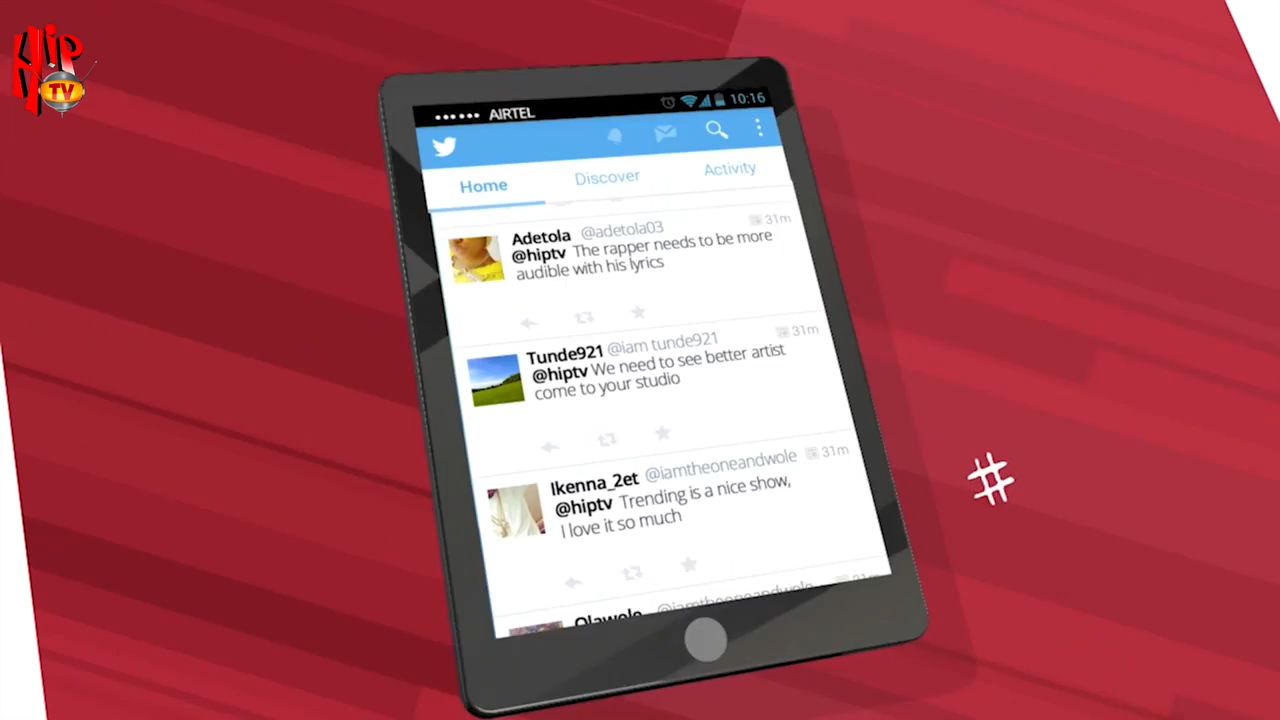 Hip
TV
AIRTEL
10:16
Home
Discover
Activity
Adetola @adetola03
31m
@hiptv The rapper needs to be more
audible with his lyrics
Tunde921 @iam tunde921
31m
@hiptv We need to see better artist
come to your studio
Ikenna_2et @iamtheoneandwole
31m
@hiptv Trending is a nice show,
I love it so much
Olawole @iamtheoneandwole
#